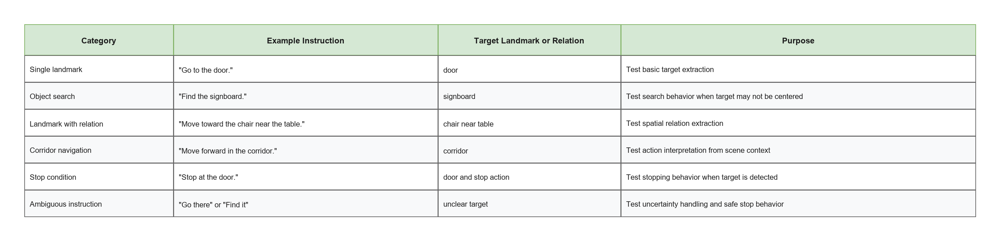 Category Example Instruction Target Landmark or Relation Purpose
Single landmark "Go to the door." door Test basic target extraction
Object search "Find the signboard." signboard Test search behavior when target may not be centered
Landmark with relation "Move toward the chair near the table." chair near table Test spatial relation extraction
Corridor navigation "Move forward in the corridor." corridor Test action interpretation from scene context
Stop condition "Stop at the door." door and stop action Test stopping behavior when target is detected
Ambiguous instruction "Go there" or "Find it" unclear target Test uncertainty handling and safe stop behavior